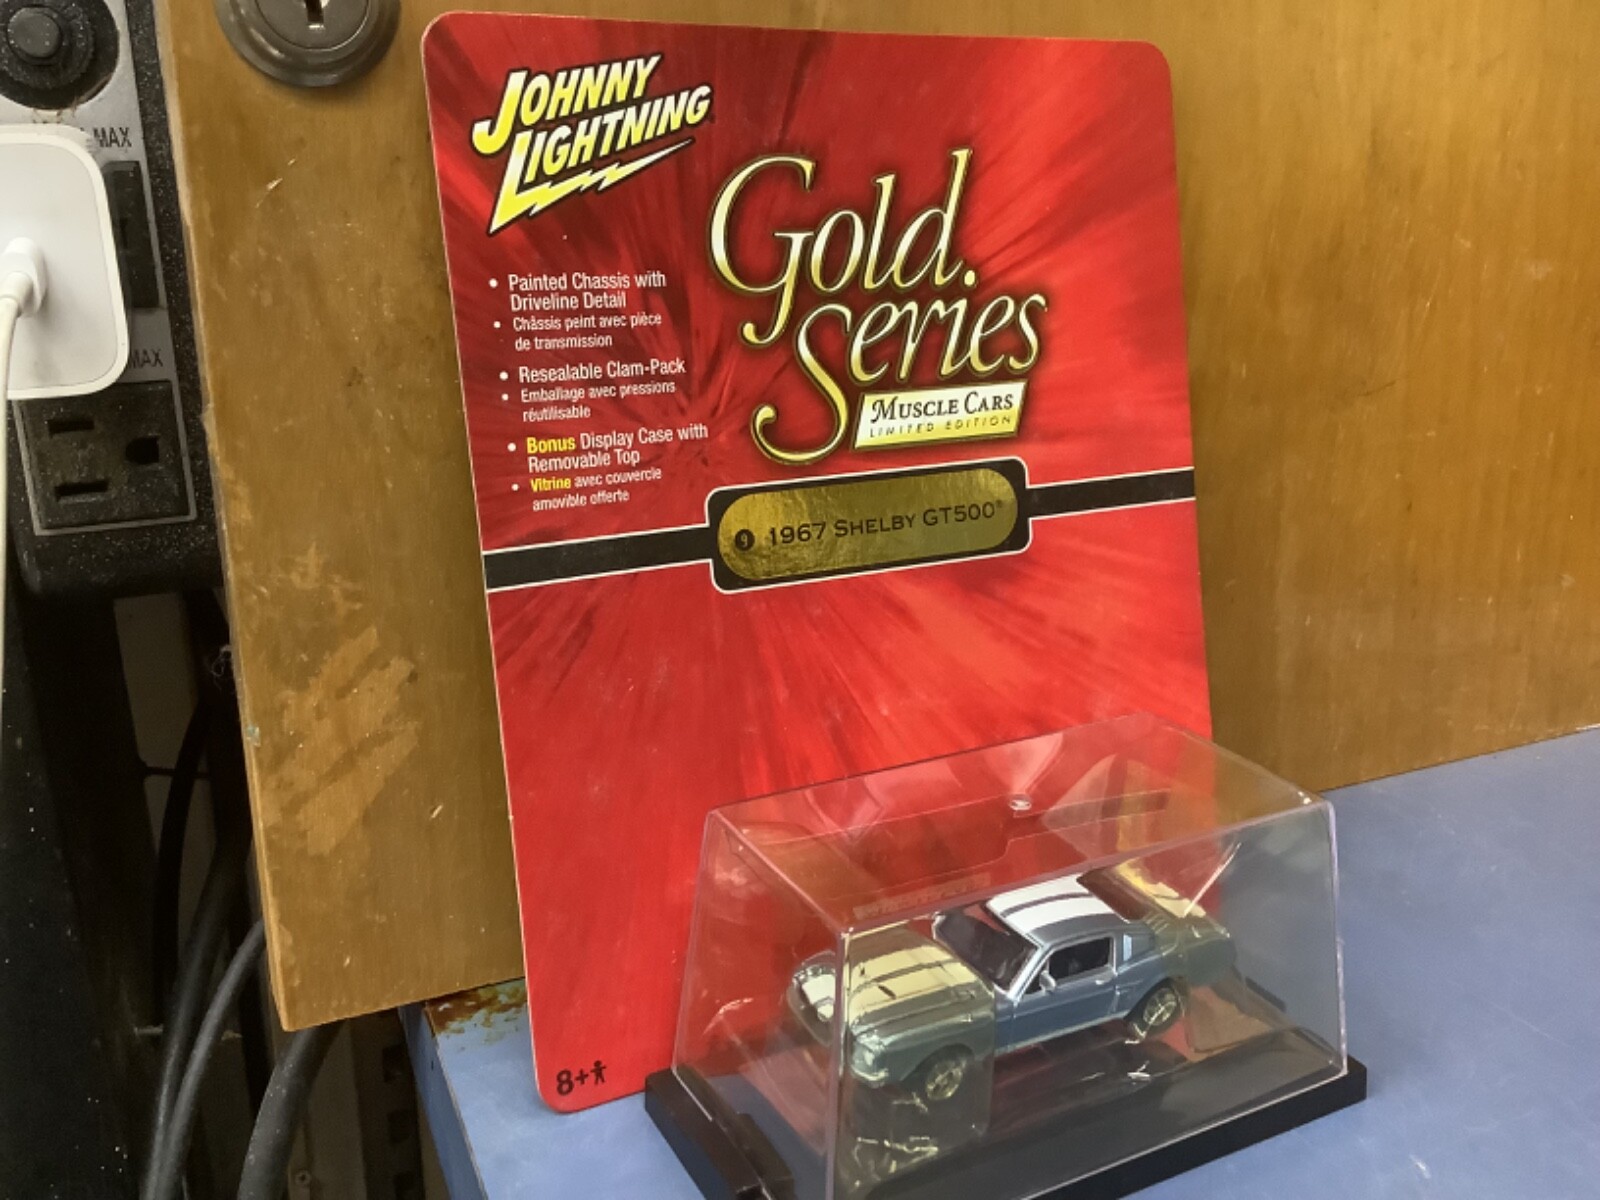 JOHNNY
LIGHTNING
Gold
Series
MUSCLE CARS
LIMITED EDITION
• Painted Chassis with
Driveline Detail
• Châssis peint avec pièce
de transmission
• Resealable Clam-Pack
• Emballage avec pressions
réutilisable
• Bonus Display Case with
Removable Top
• Vitrine avec couvercle
amovible offerte
9 1967 SHELBY GT500®
8+
MAX
MAX